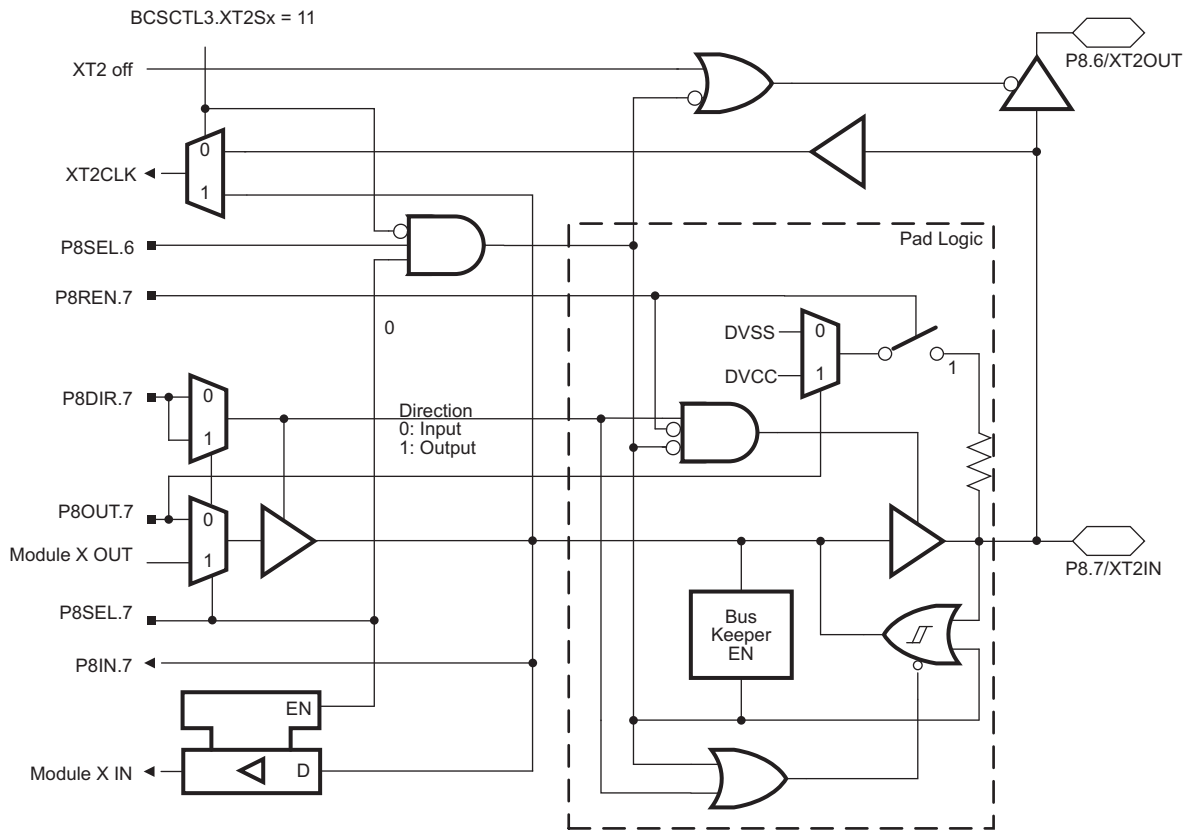 BCSCTL3.XT2Sx = 11
XT2 off
P8.6/XT2OUT
0
XT2CLK
1
P8SEL.6
Pad Logic
P8REN.7
0
DVSS
0
DVCC
1
1
P8DIR.7
0
1
Direction
0: Input
1: Output
P8OUT.7
0
Module X OUT
1
P8.7/XT2IN
P8SEL.7
Bus
Keeper
EN
P8IN.7
EN
Module X IN
D